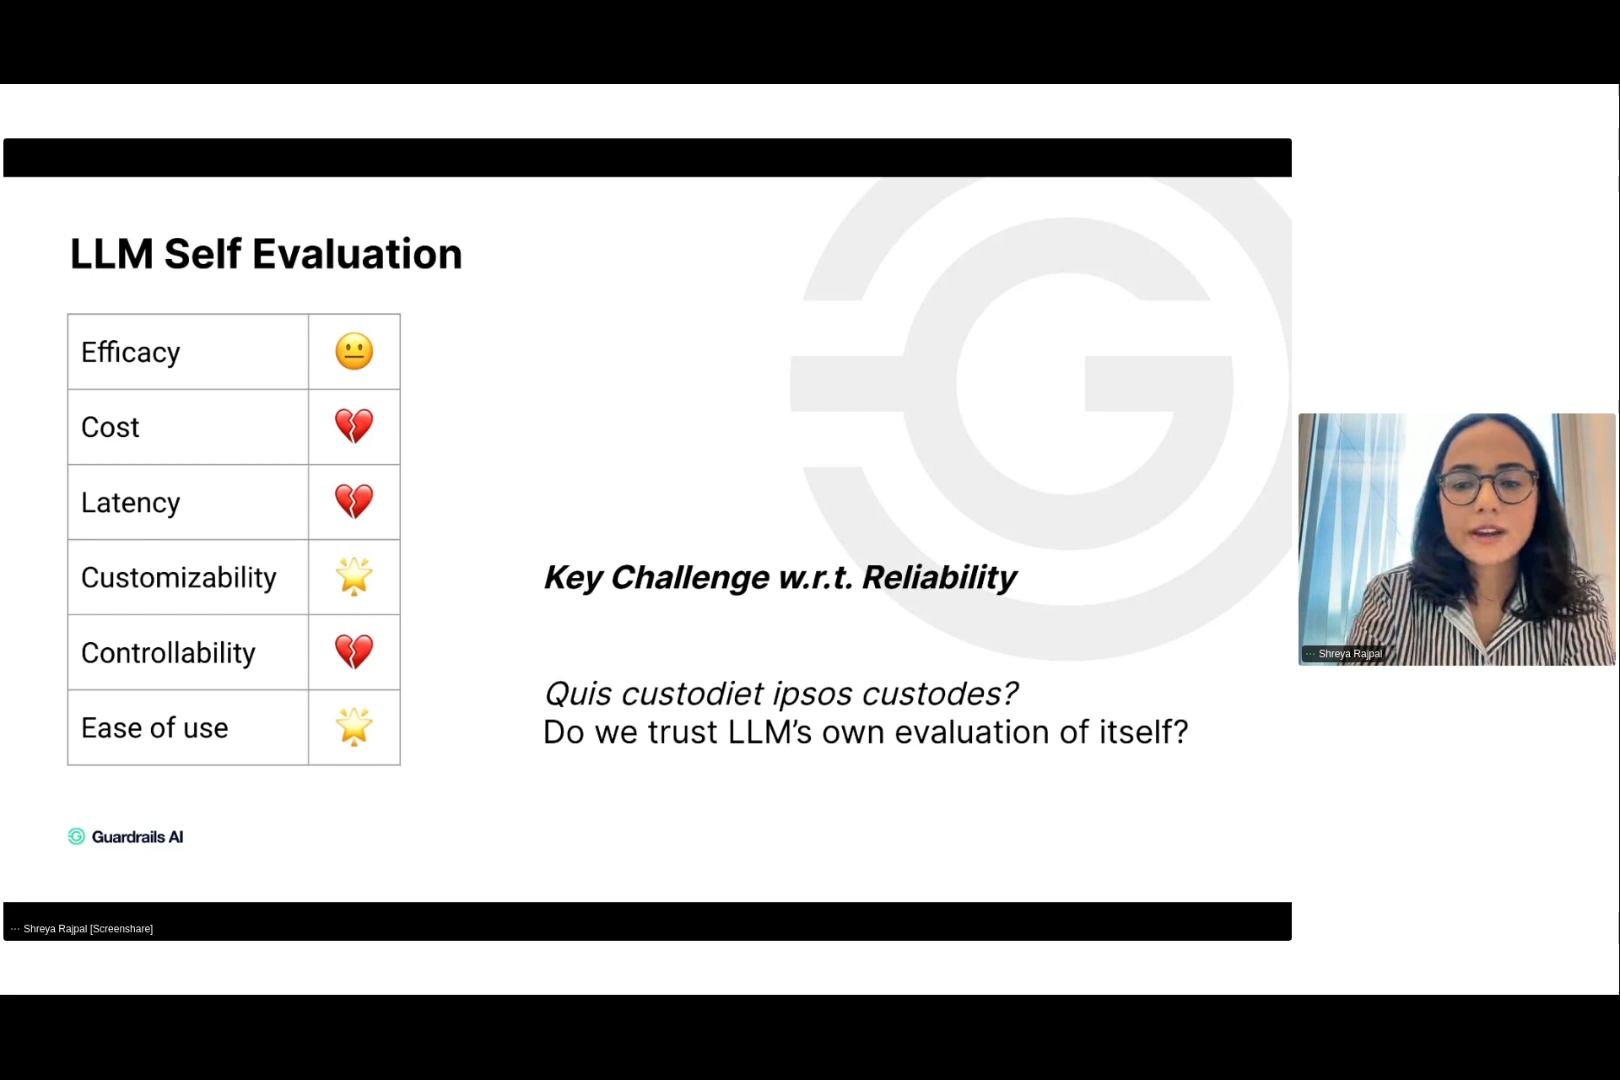 LLM Self Evaluation
Efficacy 😐
Cost 💔
Latency 💔
Customizability 🌟
Controllability 💔
Ease of use 🌟
Key Challenge w.r.t. Reliability
Quis custodiet ipsos custodes?
Do we trust LLM’s own evaluation of itself?
Guardrails AI
··· Shreya Rajpal
··· Shreya Rajpal [Screenshare]